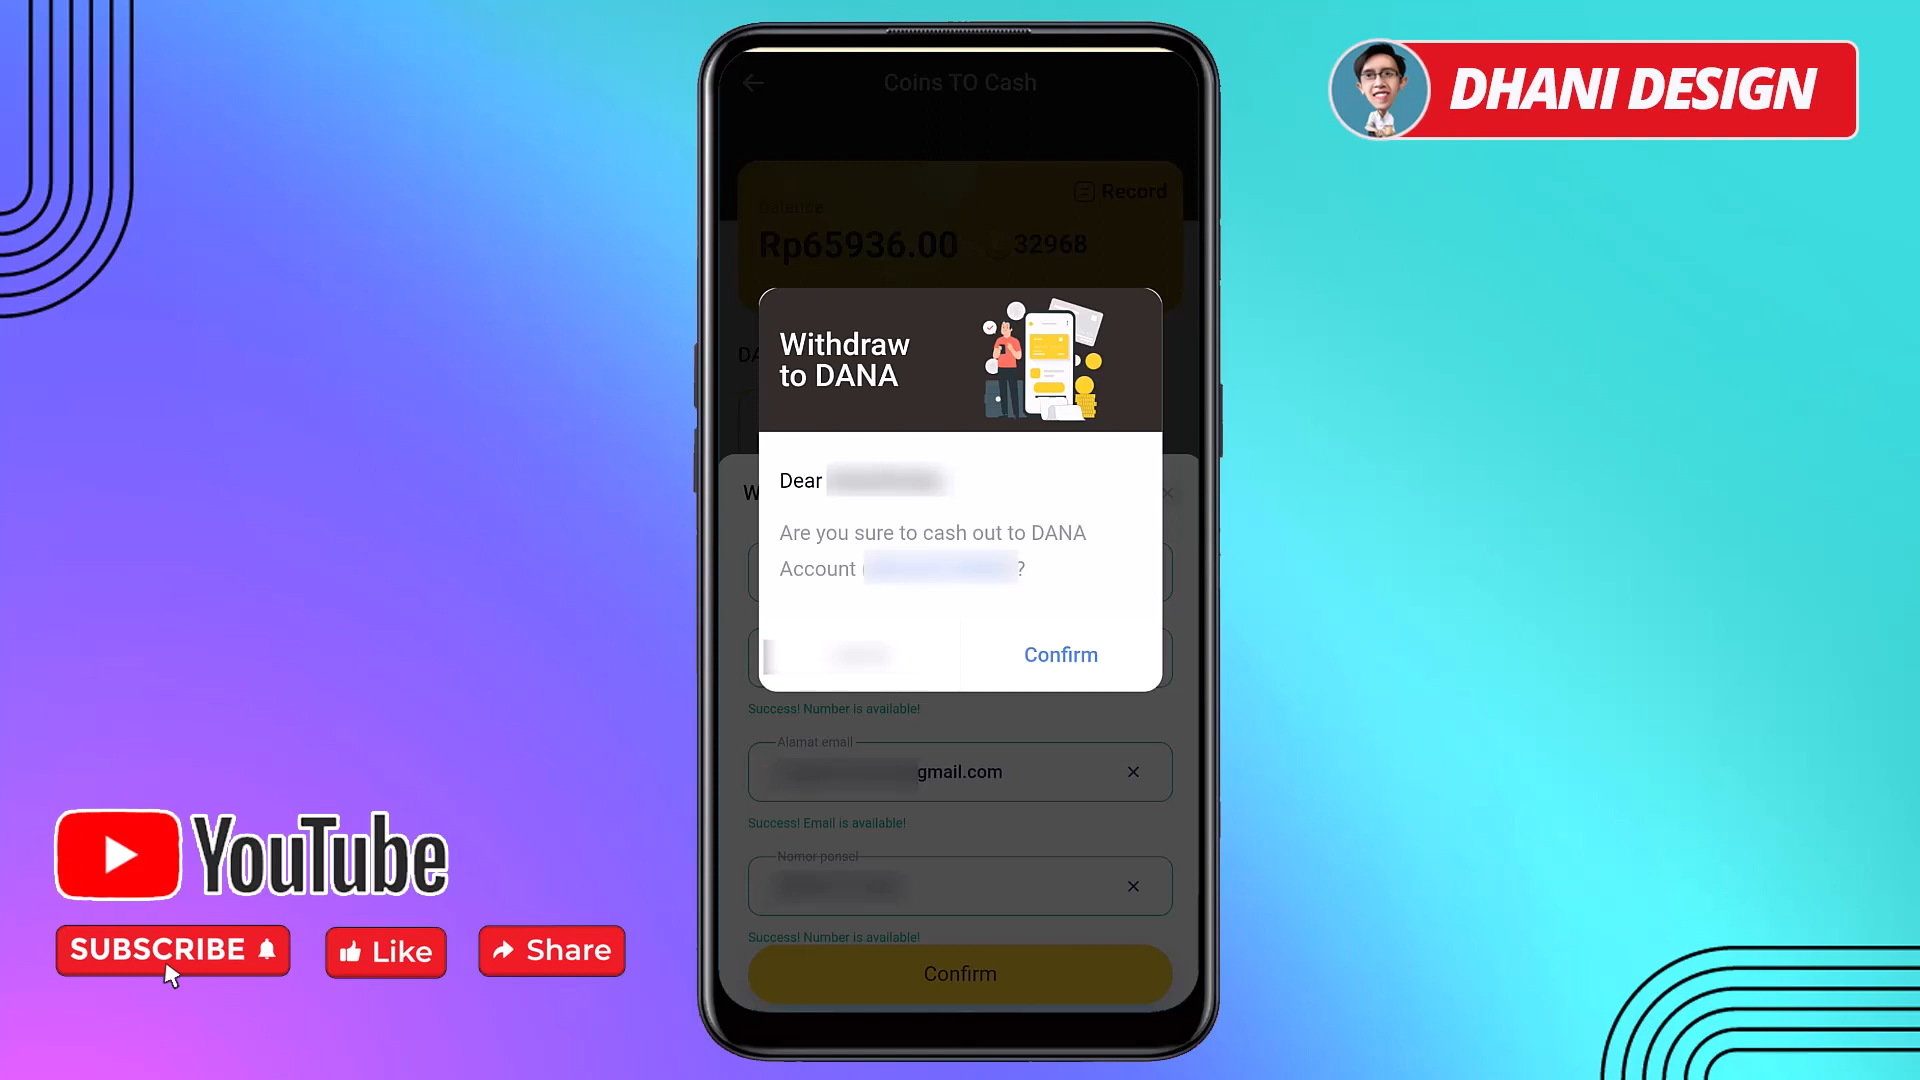 DHANI DESIGN
Coins TO Cash
Record
Balance
Rp65936.00
32968
Withdraw
to DANA
Dear
Are you sure to cash out to DANA
Account
?
Confirm
Success! Number is available!
Alamat email
gmail.com
Success! Email is available!
Nomor ponsel
Success! Number is available!
Confirm
YouTube
SUBSCRIBE
Like
Share